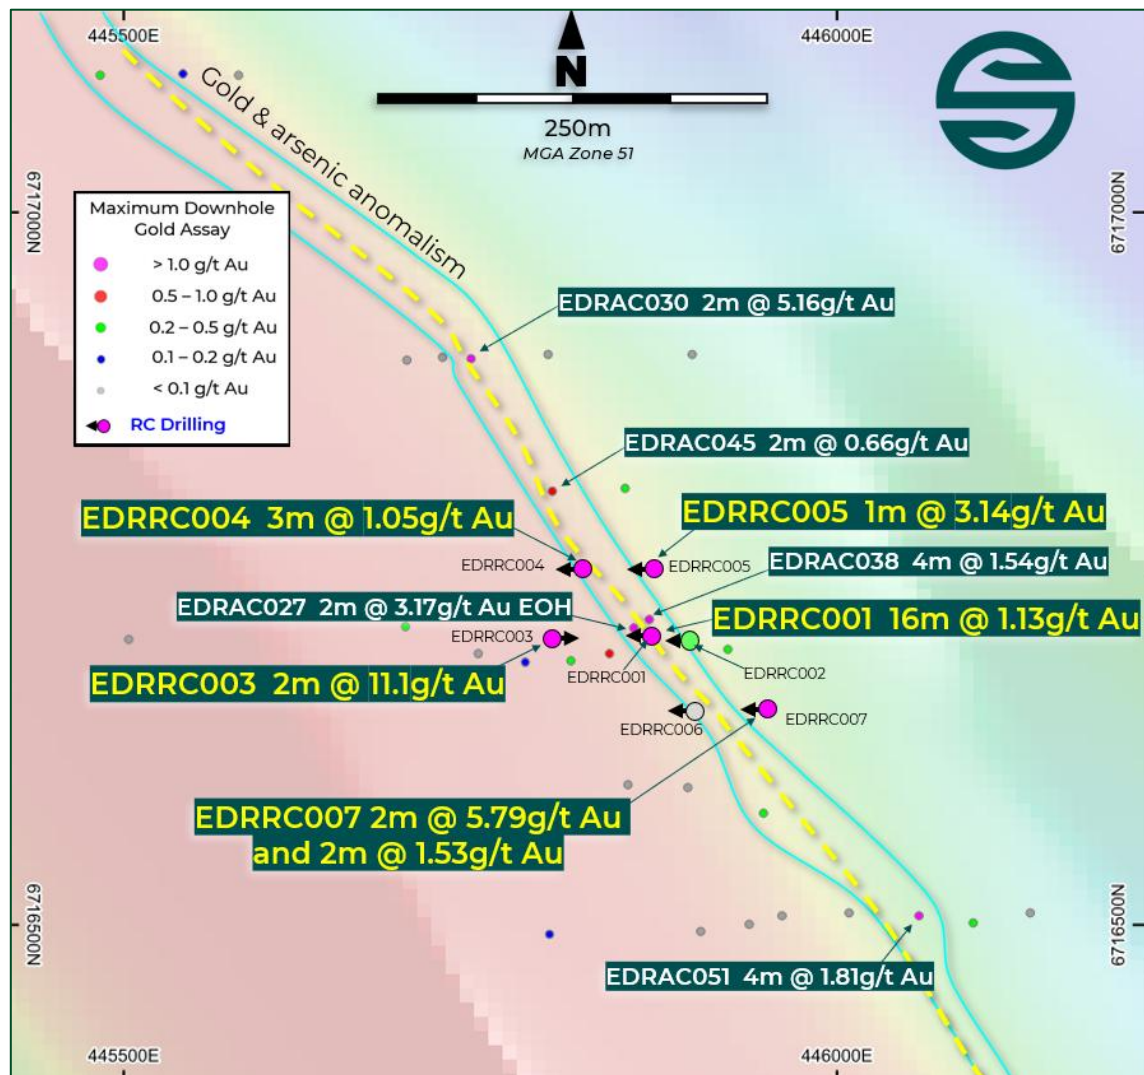 445500E
446000E
N
250m
MGA Zone 51
Gold & arsenic anomalism
6717000N
6717000N
Maximum Downhole
Gold Assay
> 1.0 g/t Au
0.5 – 1.0 g/t Au
0.2 – 0.5 g/t Au
0.1 – 0.2 g/t Au
< 0.1 g/t Au
RC Drilling
EDRAC030 2m @ 5.16g/t Au
EDRAC045 2m @ 0.66g/t Au
EDRRC004 3m @ 1.05g/t Au
EDRRC005 1m @ 3.14g/t Au
EDRRC004
EDRRC005
EDRAC038 4m @ 1.54g/t Au
EDRAC027 2m @ 3.17g/t Au EOH
EDRRC001 16m @ 1.13g/t Au
EDRRC003
EDRRC001
EDRRC002
EDRRC003 2m @ 11.1g/t Au
EDRRC006
EDRRC007
EDRRC007 2m @ 5.79g/t Au
and 2m @ 1.53g/t Au
6716500N
6716500N
EDRAC051 4m @ 1.81g/t Au
445500E
446000E